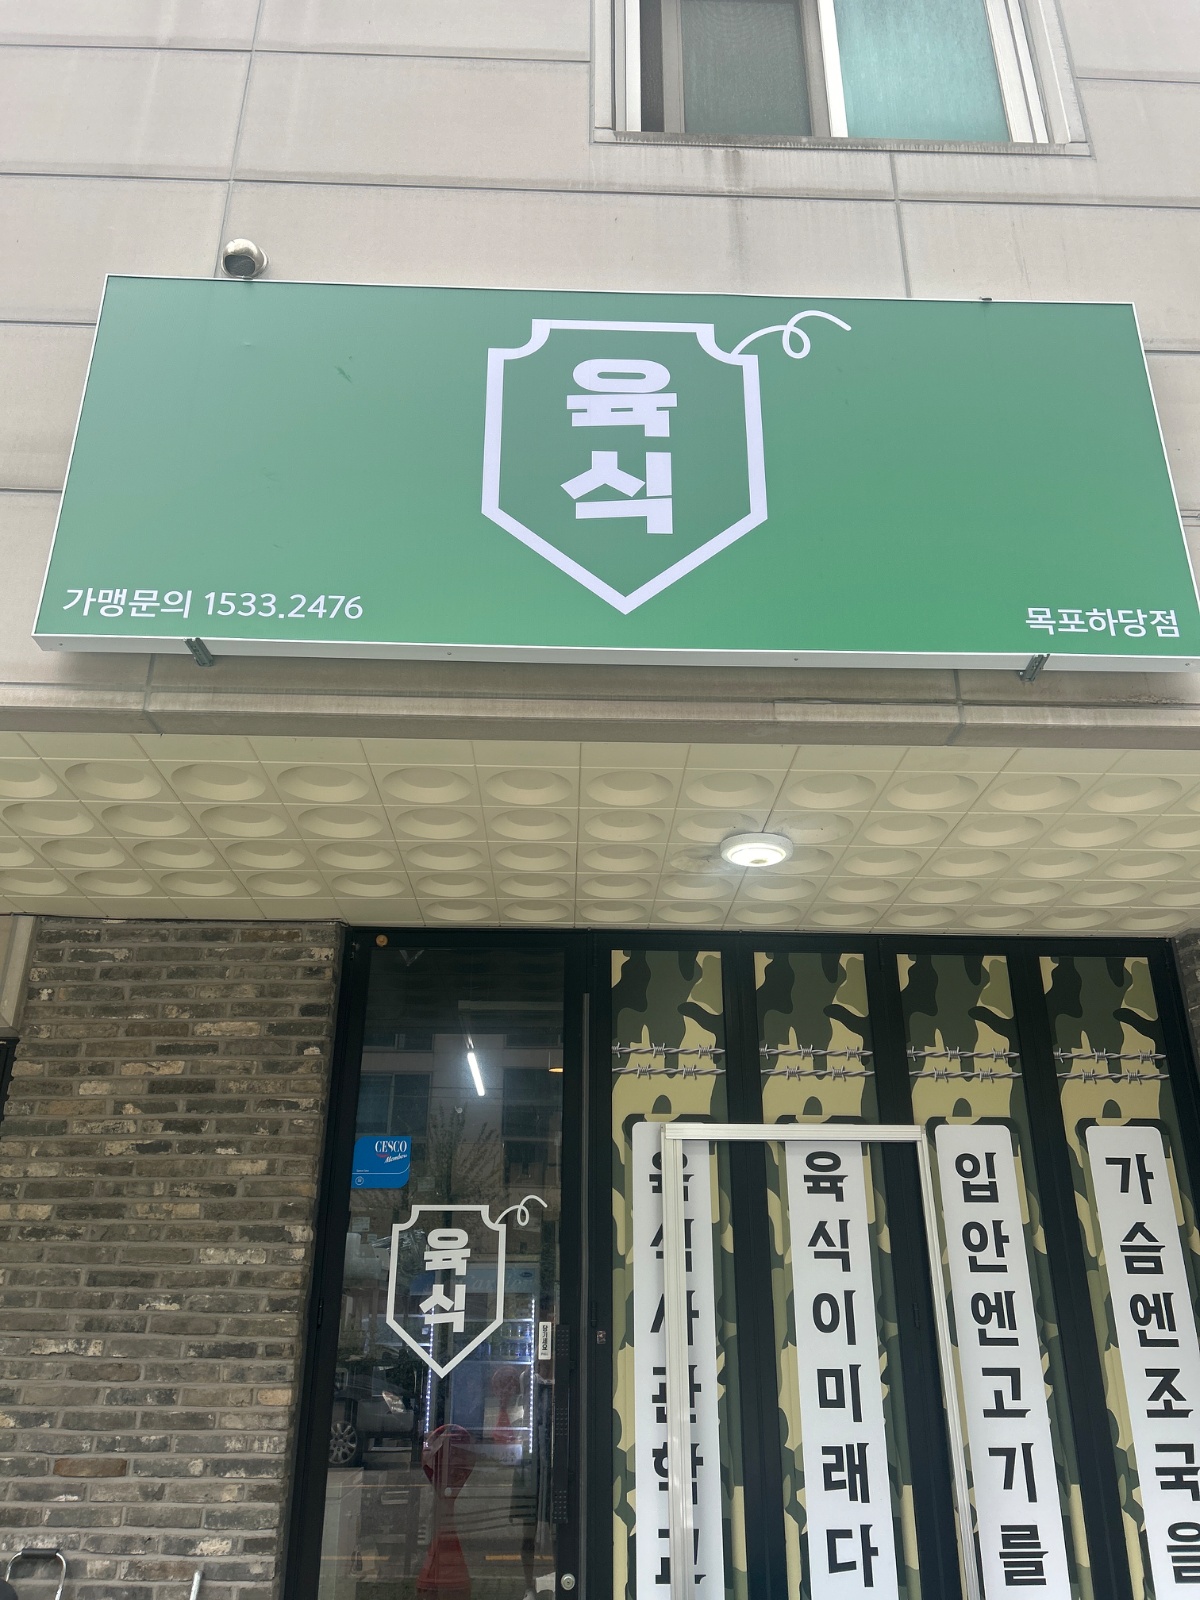 육식
가맹문의 1533.2476
목포하당점
CESCO
Members
육식
육식사관학교
육식이미래다
입안엔고기를
가슴엔조국을